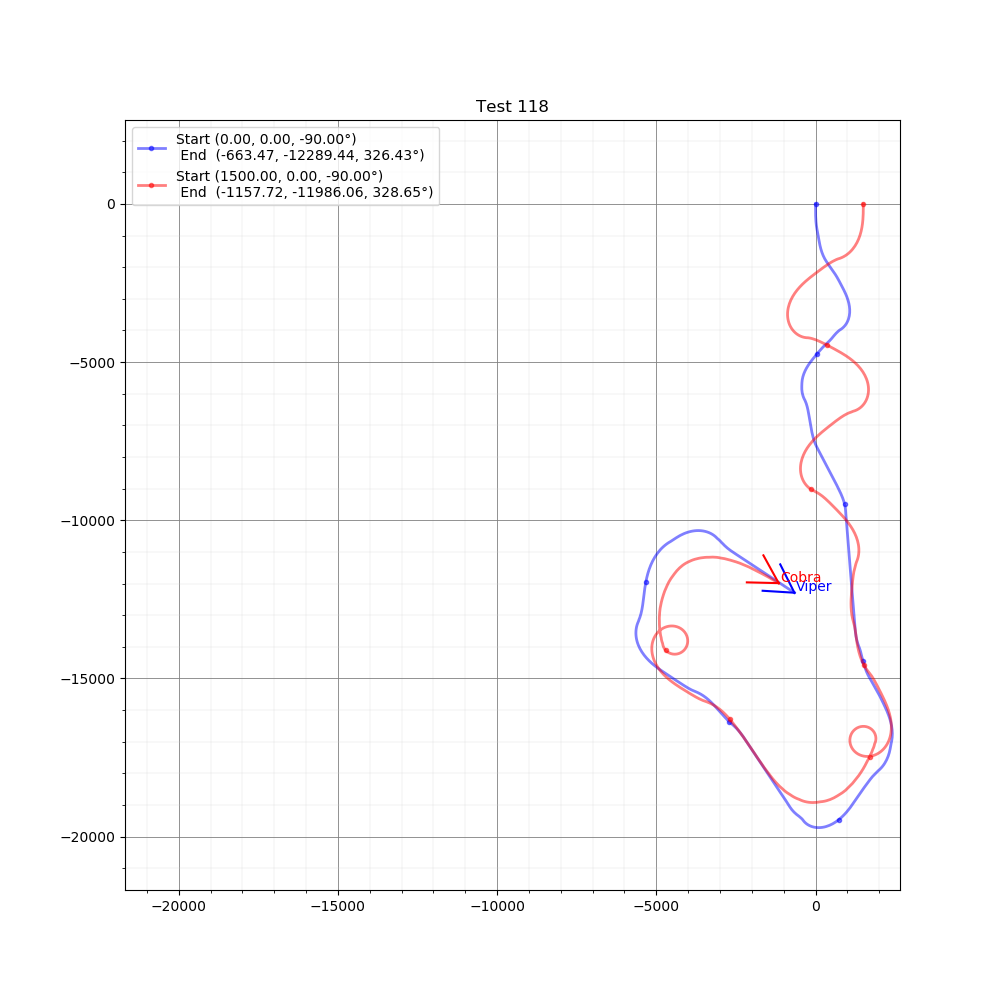 Test 118
Start (0.00, 0.00, -90.00°)
End  (-663.47, -12289.44, 326.43°)
Start (1500.00, 0.00, -90.00°)
End  (-1157.72, -11986.06, 328.65°)
0
−5000
−10000
−15000
−20000
Cobra
Viper
−20000
−15000
−10000
−5000
0